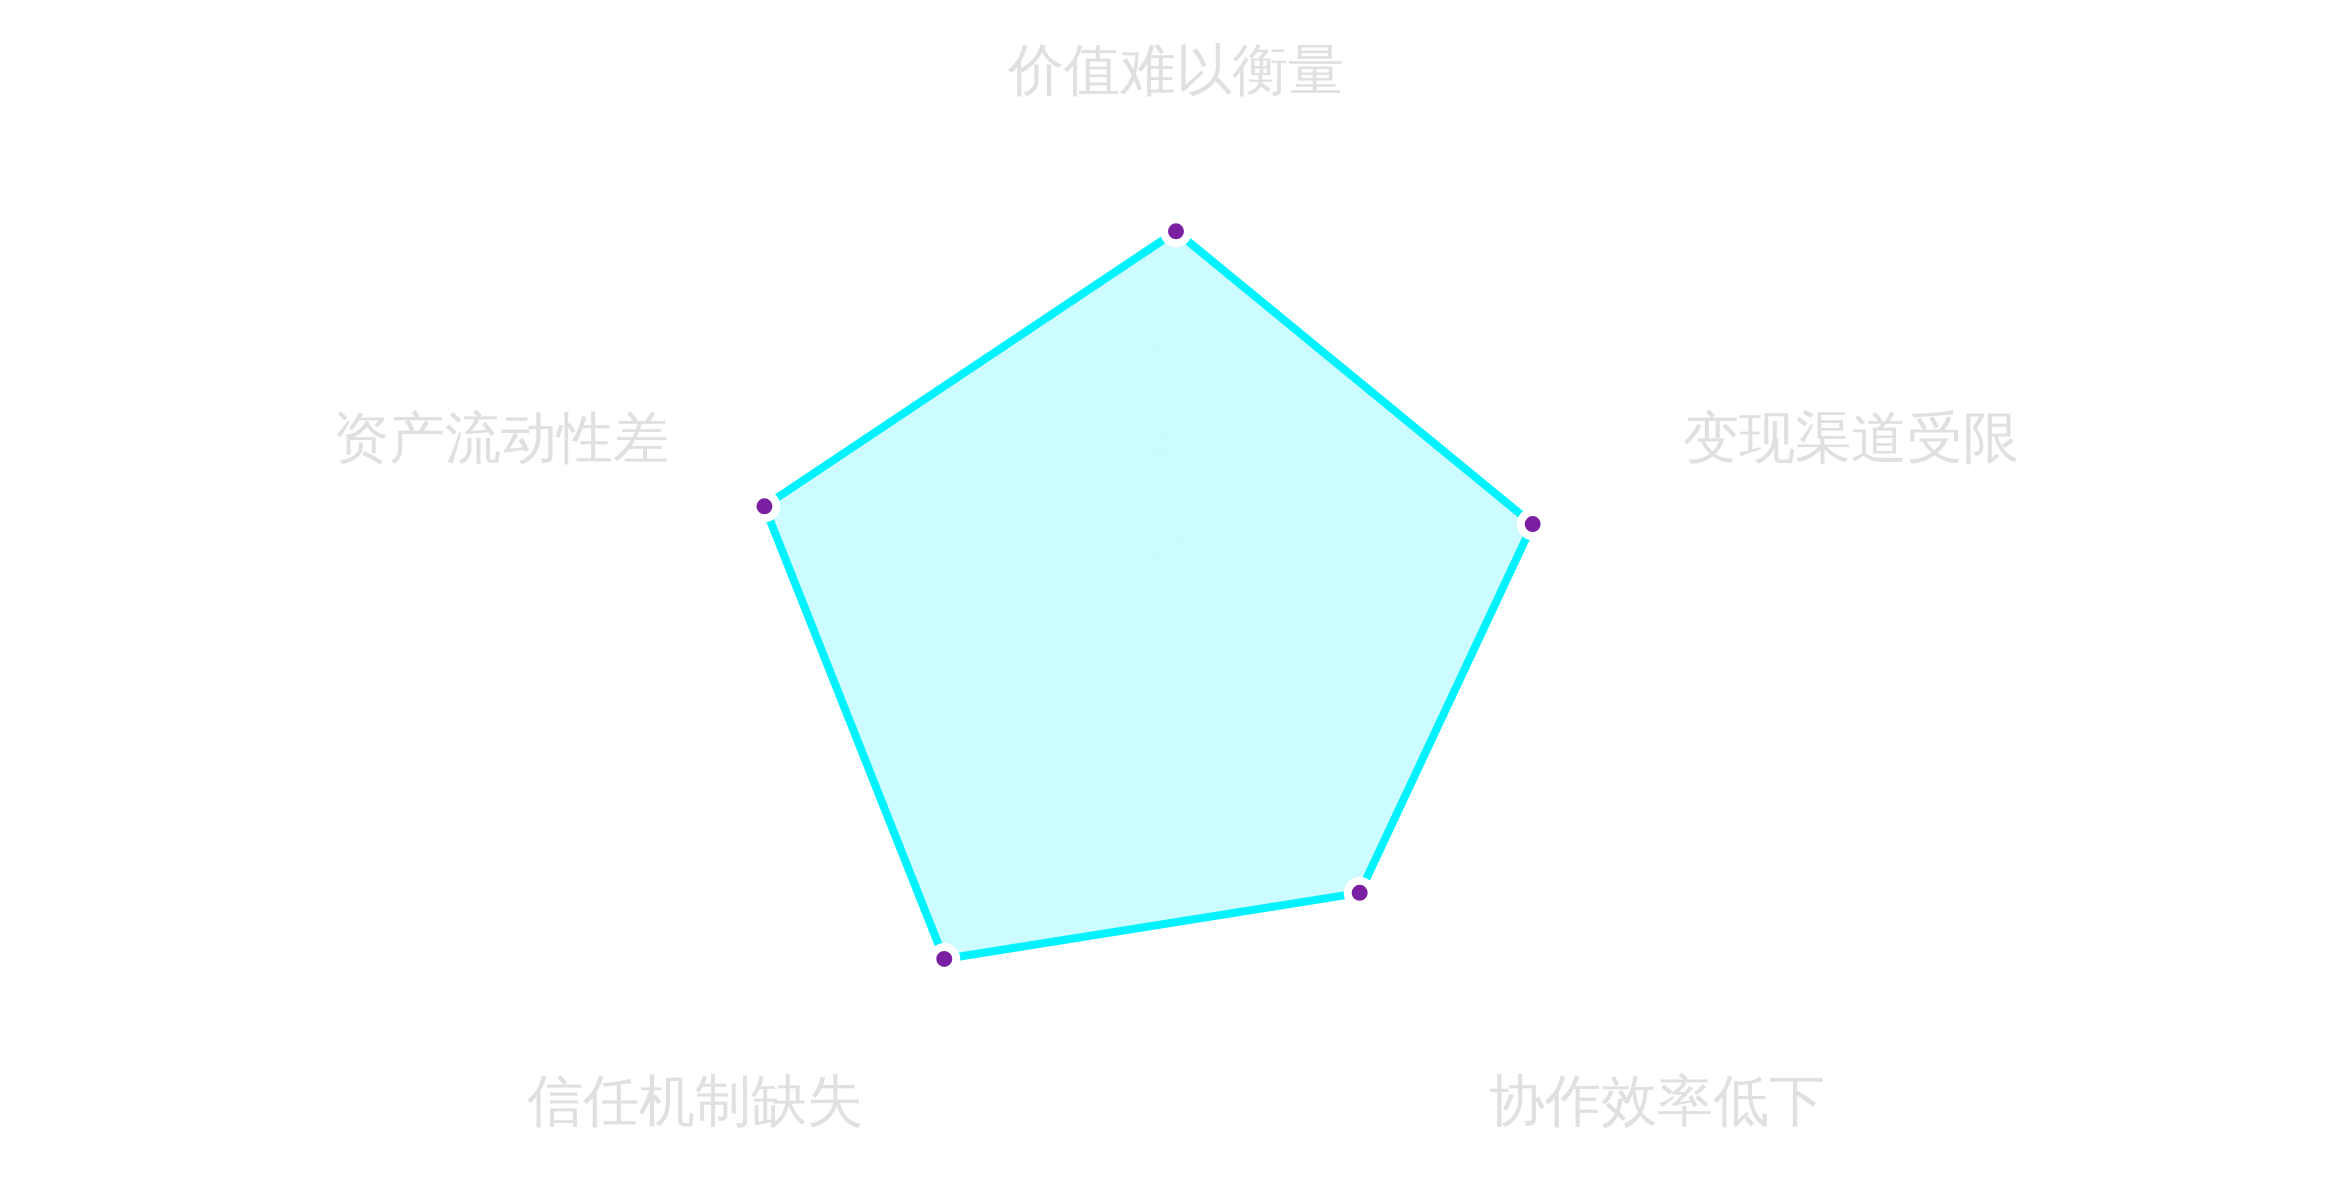 价值难以衡量
资产流动性差
变现渠道受限
信任机制缺失
协作效率低下